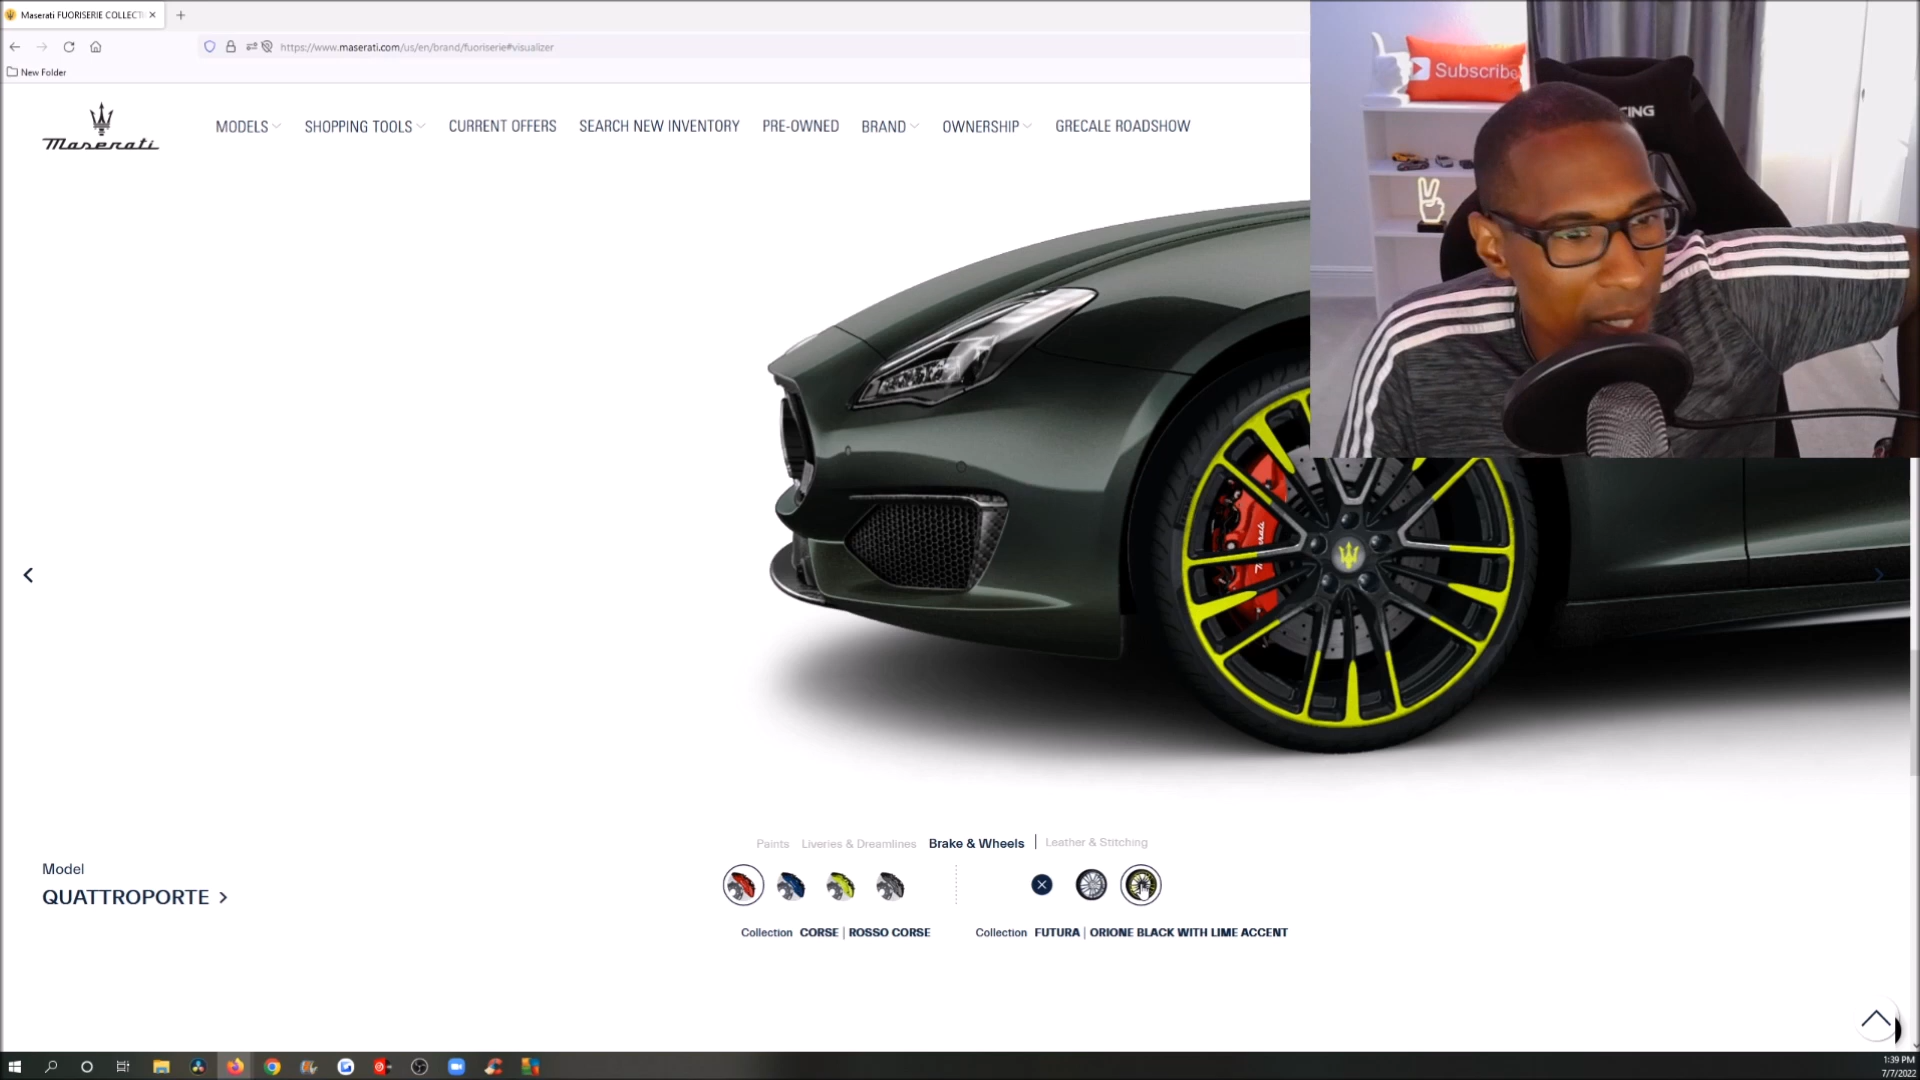 Maserati FUORISERIE COLLECTI
https://www.maserati.com/us/en/brand/fuoriserie#visualizer
New Folder
Subscribe
CING
Maserati
MODELS
SHOPPING TOOLS
CURRENT OFFERS
SEARCH NEW INVENTORY
PRE-OWNED
BRAND
OWNERSHIP
GRECALE ROADSHOW
Maserati
Paints
Liveries & Dreamlines
Brake & Wheels
Leather & Stitching
Model
QUATTROPORTE
Collection CORSE | ROSSO CORSE
Collection FUTURA | ORIONE BLACK WITH LIME ACCENT
1:39 PM
7/7/2022